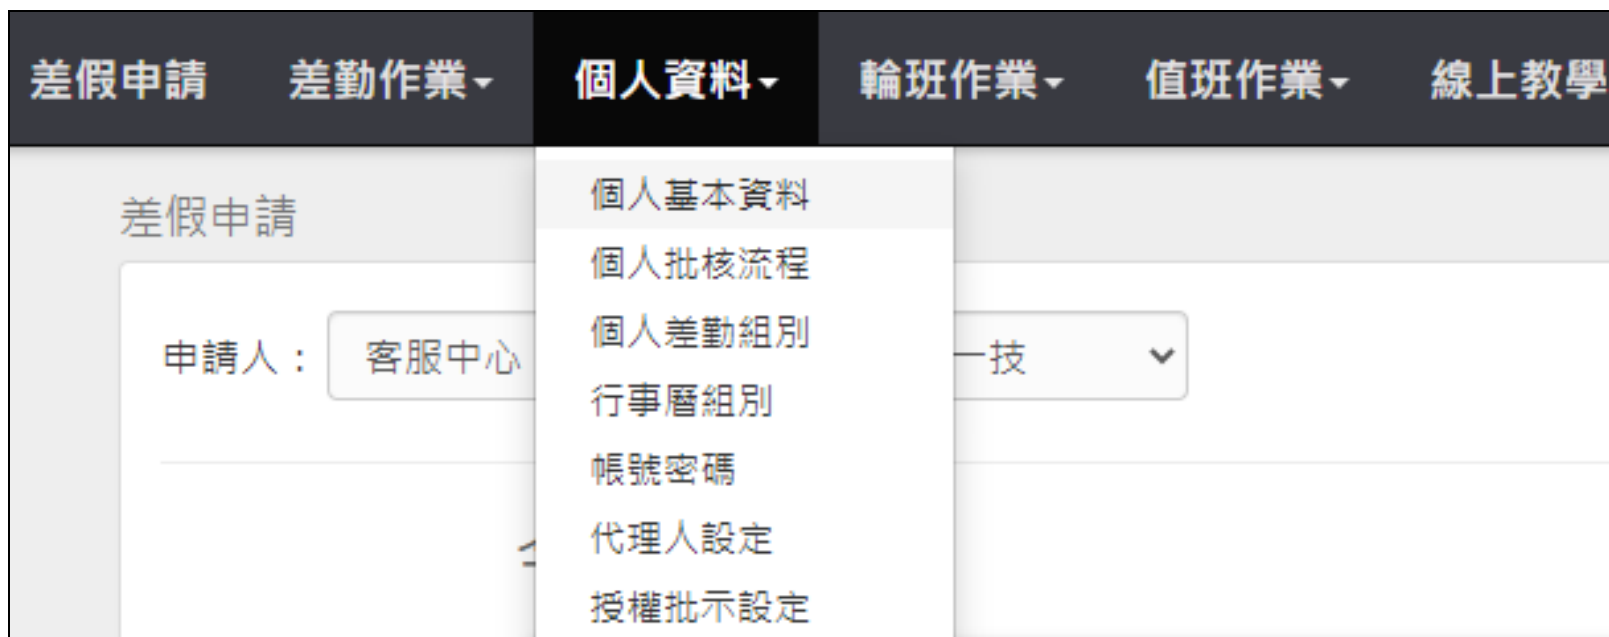 差假申請 差勤作業 個人資料 輪班作業 值班作業 線上教學
個人基本資料
差假申請
個人批核流程
個人差勤組別
申請人： 客服中心 一技
行事曆組別
帳號密碼
代理人設定
授權批示設定